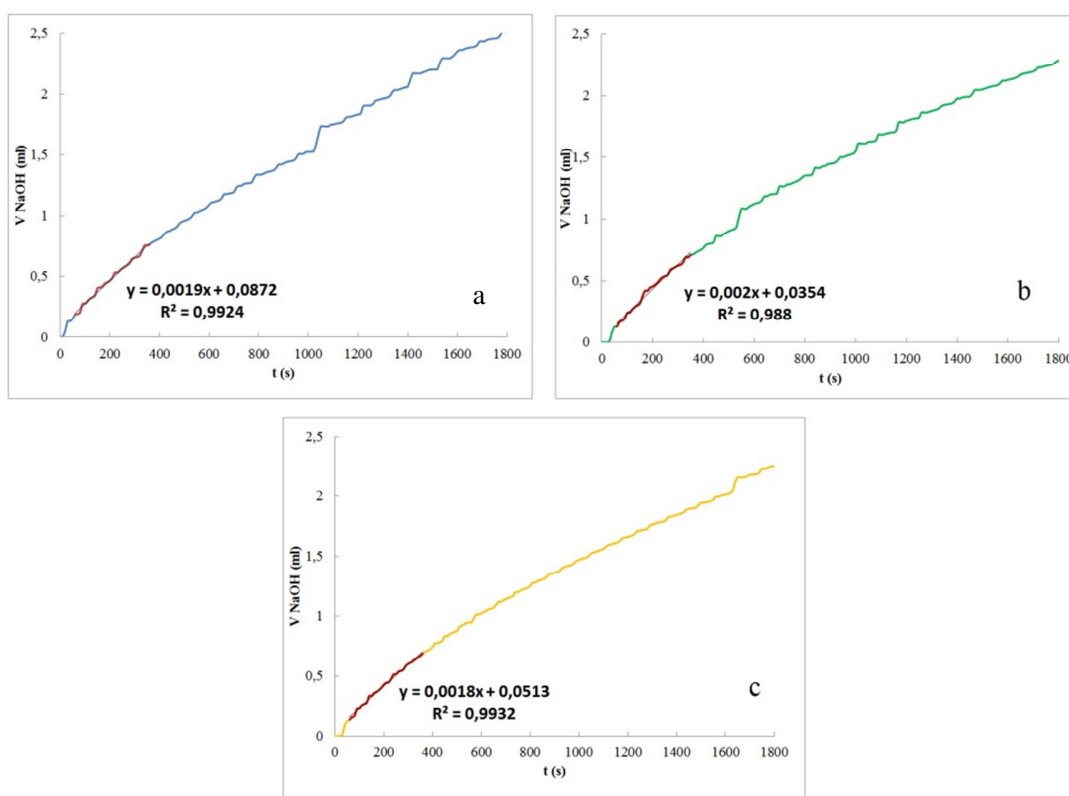 2,5
2
1,5
1
0,5
0
V NaOH (ml)
y = 0,0019x + 0,0872
R² = 0,9924
a
0 200 400 600 800 1000 1200 1400 1600 1800
t (s)
2,5
2
1,5
1
0,5
0
V NaOH (ml)
y = 0,002x + 0,0354
R² = 0,988
b
0 200 400 600 800 1000 1200 1400 1600 1800
t (s)
2,5
2
1,5
1
0,5
0
V NaOH (ml)
y = 0,0018x + 0,0513
R² = 0,9932
c
0 200 400 600 800 1000 1200 1400 1600 1800
t (s)